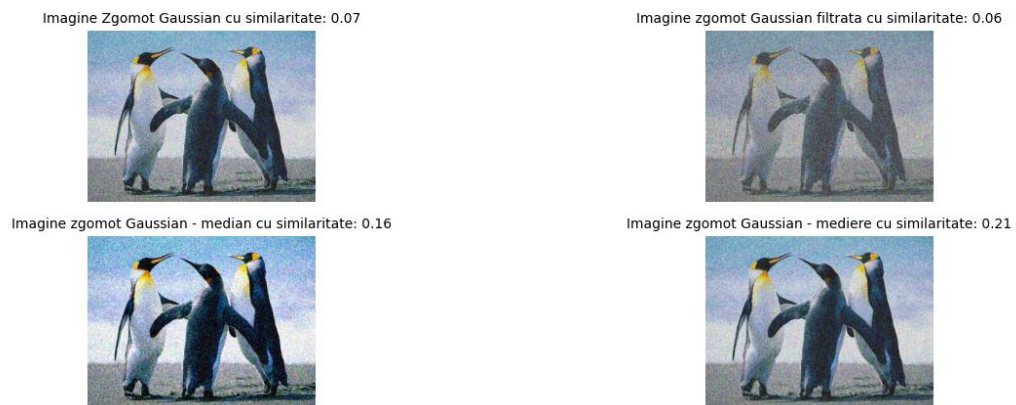 Imagine Zgomot Gaussian cu similaritate: 0.07
Imagine zgomot Gaussian filtrata cu similaritate: 0.06
Imagine zgomot Gaussian - median cu similaritate: 0.16
Imagine zgomot Gaussian - mediere cu similaritate: 0.21